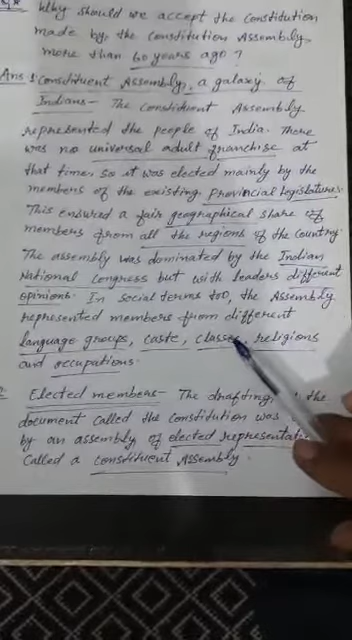 Why should we accept the Constitution
made by the Constitution Assembly
more than 60 years ago?
Ans: Constituent Assembly, a galaxy of
Indians - The Constituent Assembly
represented the people of India. There
was no universal adult franchise at
that time, so it was elected mainly by the
members of the existing Provincial Legislatures.
This ensured a fair geographical share of
members from all the regions of the Country.
The assembly was dominated by the Indian
National Congress but with leaders different
opinions. In social terms too, the Assembly
represented members from different
language groups, caste, classes, religions
and occupations.
Elected members - The drafting the
document called the Constitution was
by an assembly of elected
Called a Constituent Assembly.